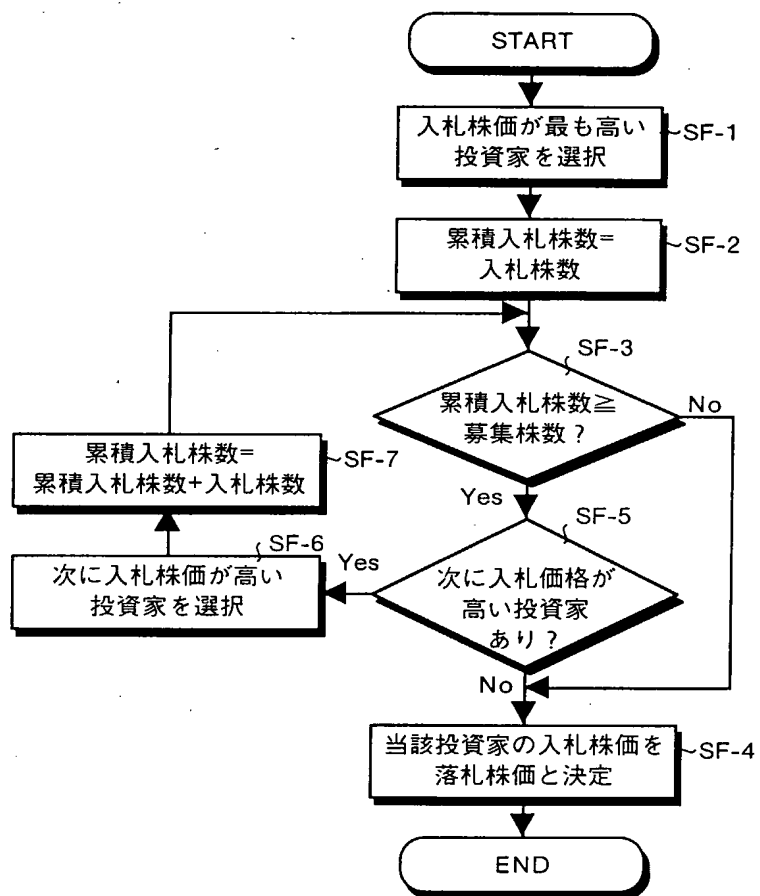 START
入札株価が最も高い
投資家を選択
SF-1
累積入札株数=
入札株数
SF-2
SF-3
累積入札株数≧
募集株数?
No
Yes
累積入札株数=
累積入札株数+入札株数
SF-7
SF-5
次に入札価格が
高い投資家
あり?
Yes
SF-6
次に入札株価が高い
投資家を選択
No
当該投資家の入札株価を
落札株価と決定
SF-4
END